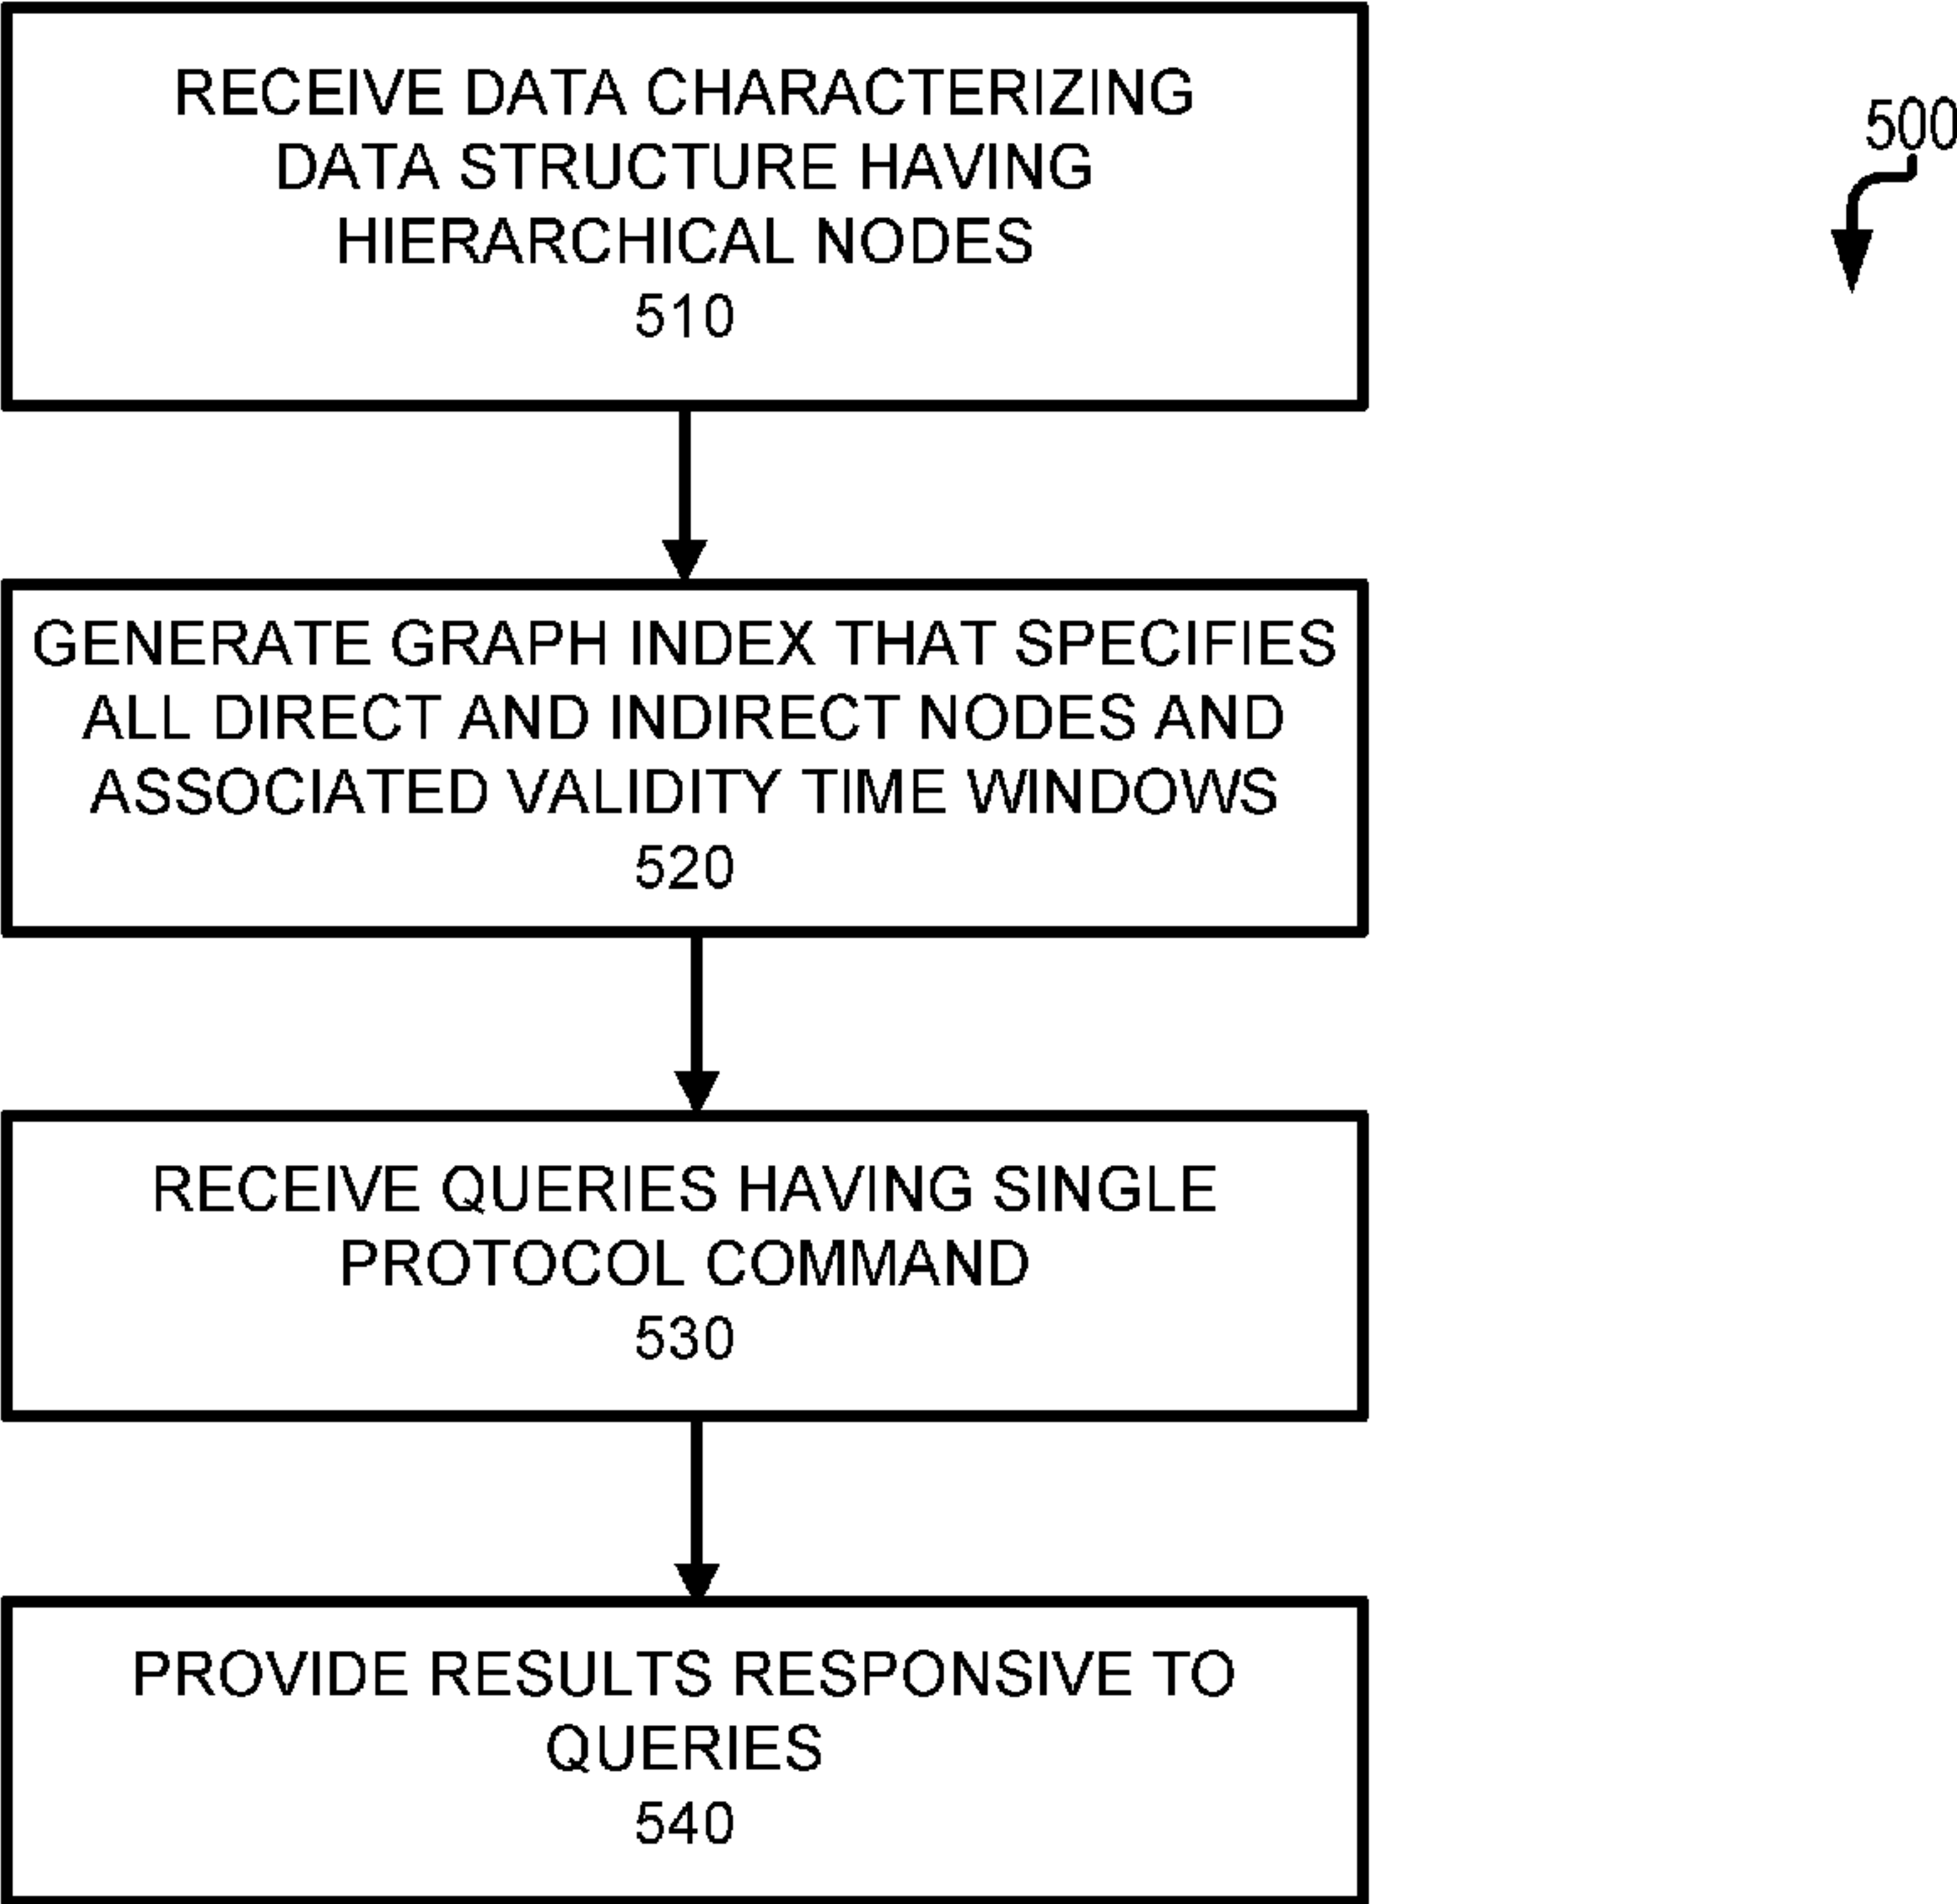 RECEIVE DATA CHARACTERIZING
DATA STRUCTURE HAVING
HIERARCHICAL NODES
510
500
GENERATE GRAPH INDEX THAT SPECIFIES
ALL DIRECT AND INDIRECT NODES AND
ASSOCIATED VALIDITY TIME WINDOWS
520
RECEIVE QUERIES HAVING SINGLE
PROTOCOL COMMAND
530
PROVIDE RESULTS RESPONSIVE TO
QUERIES
540